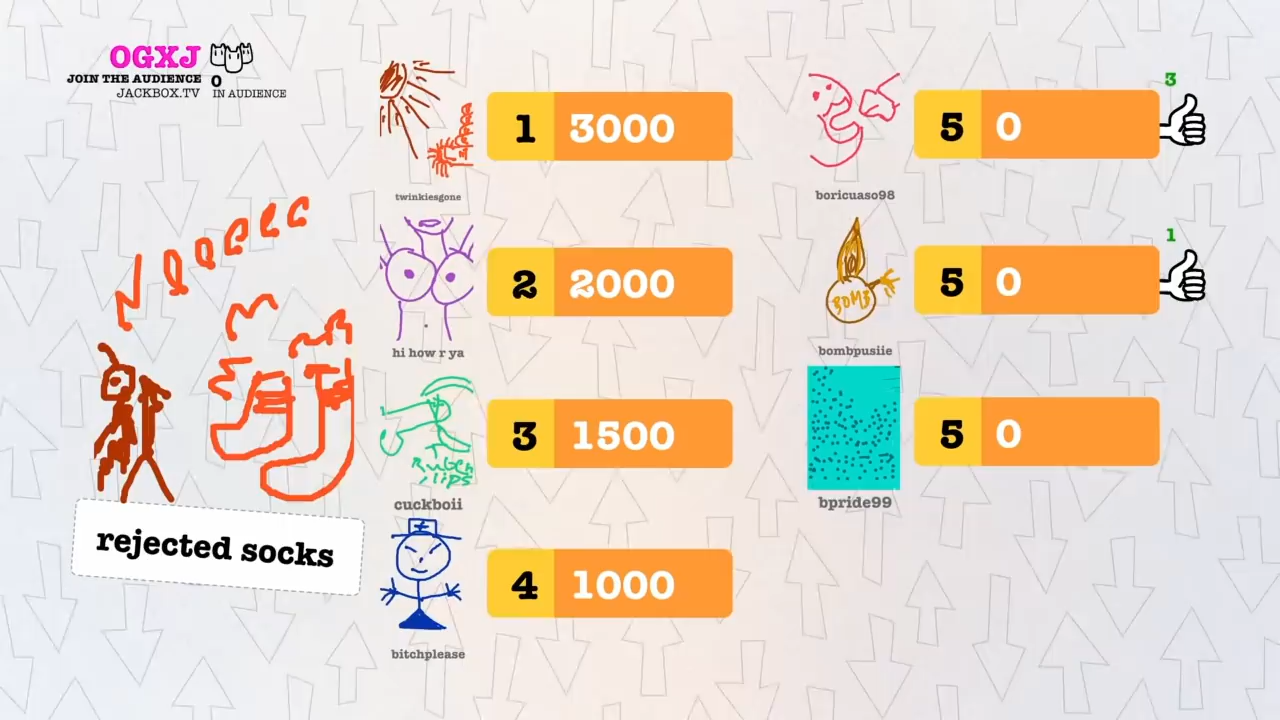 OGXJ
JOIN THE AUDIENCE
JACKBOX.TV
0
IN AUDIENCE
rejected socks
1 3000
twinkiesgone
2 2000
hi how r ya
3 1500
cuckboii
4 1000
bitchplease
3
5 0
boricuaso98
1
5 0
BOMB
bombpusiie
5 0
bpride99